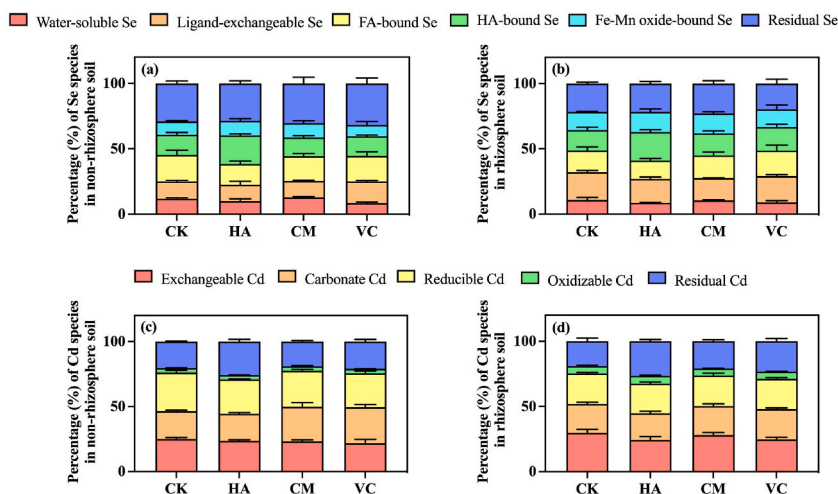 Water-soluble Se Ligand-exchangeable Se FA-bound Se HA-bound Se Fe-Mn oxide-bound Se Residual Se
Percentage (%) of Se species
in non-rhizosphere soil
100
50
0
(a)
CK HA CM VC
Percentage (%) of Se species
in rhizosphere soil
100
50
0
(b)
CK HA CM VC
Exchangeable Cd Carbonate Cd Reducible Cd Oxidizable Cd Residual Cd
Percentage (%) of Cd species
in non-rhizosphere soil
100
50
0
(c)
CK HA CM VC
Percentage (%) of Cd species
in rhizosphere soil
100
50
0
(d)
CK HA CM VC